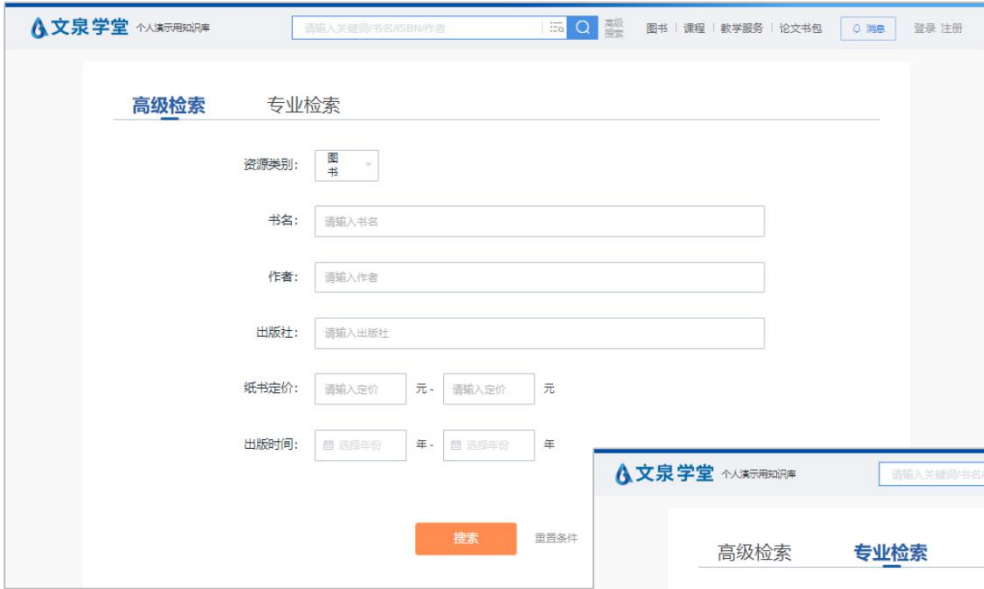 文泉学堂 个人演示用知识库 请输入关键词/书名/ISBN/作者 高级搜索 图书 课程 教学服务 论文书包 消息 登录 注册
高级检索 专业检索
资源类别: 图书
书名: 请输入书名
作者: 请输入作者
出版社: 请输入出版社
纸书定价: 请输入定价 元 - 请输入定价 元
出版时间: 选择年份 年 - 选择年份 年
搜索 重置条件
文泉学堂 个人演示用知识库 请输入关键词/书名/
高级检索 专业检索